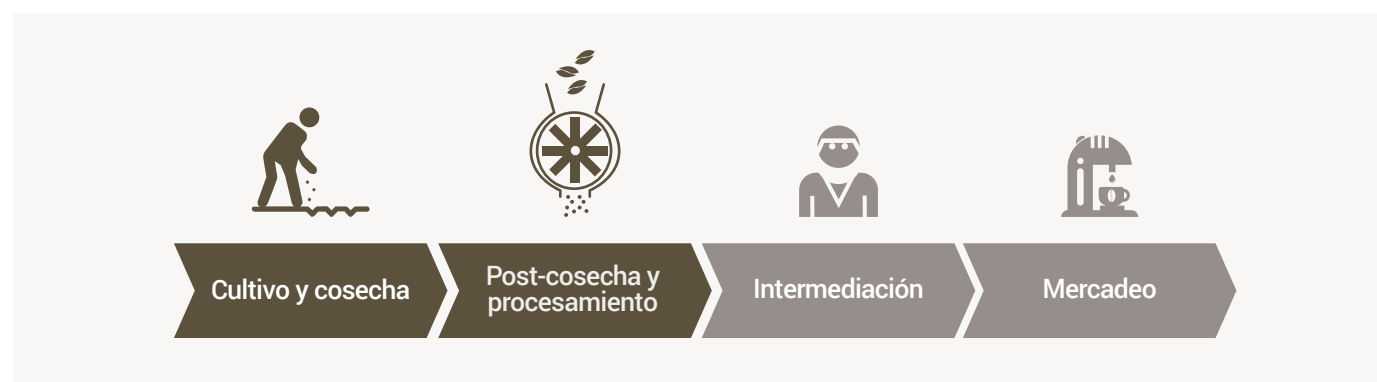 Cultivo y cosecha
Post-cosecha y
procesamiento
Intermediación
Mercadeo